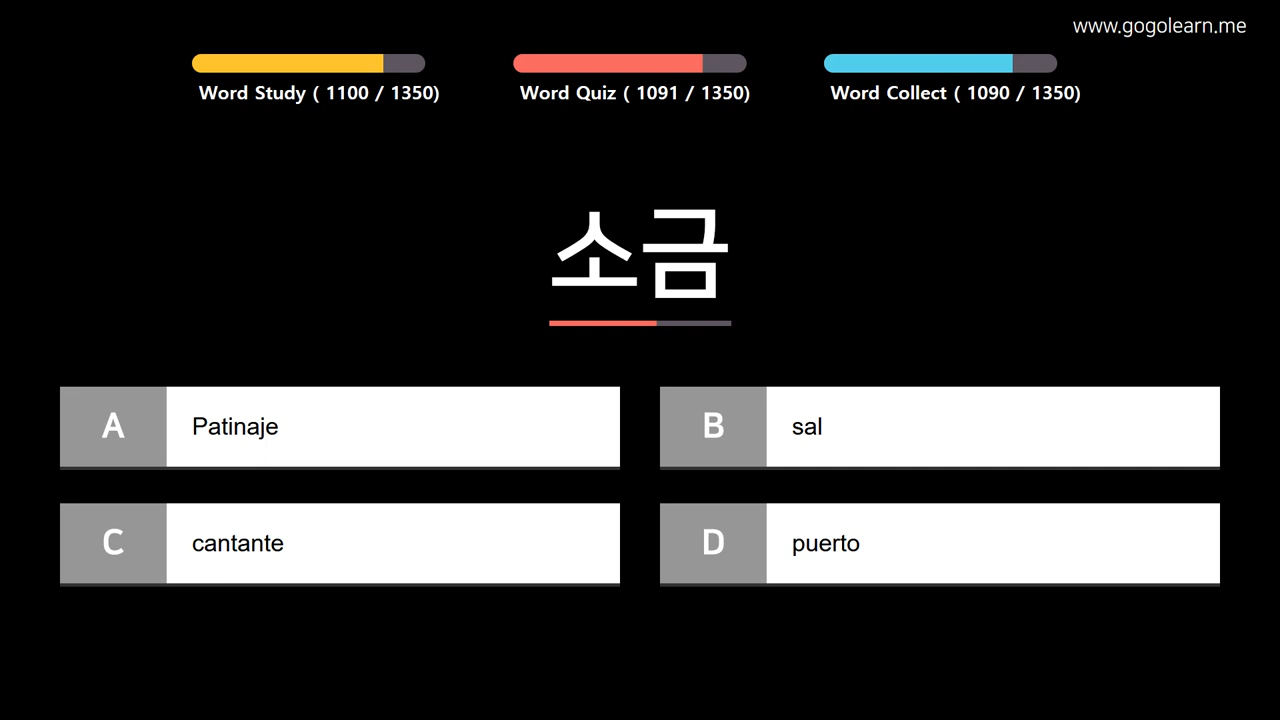 www.gogolearn.me
Word Study ( 1100 / 1350)
Word Quiz ( 1091 / 1350)
Word Collect ( 1090 / 1350)
소금
A Patinaje
B sal
C cantante
D puerto